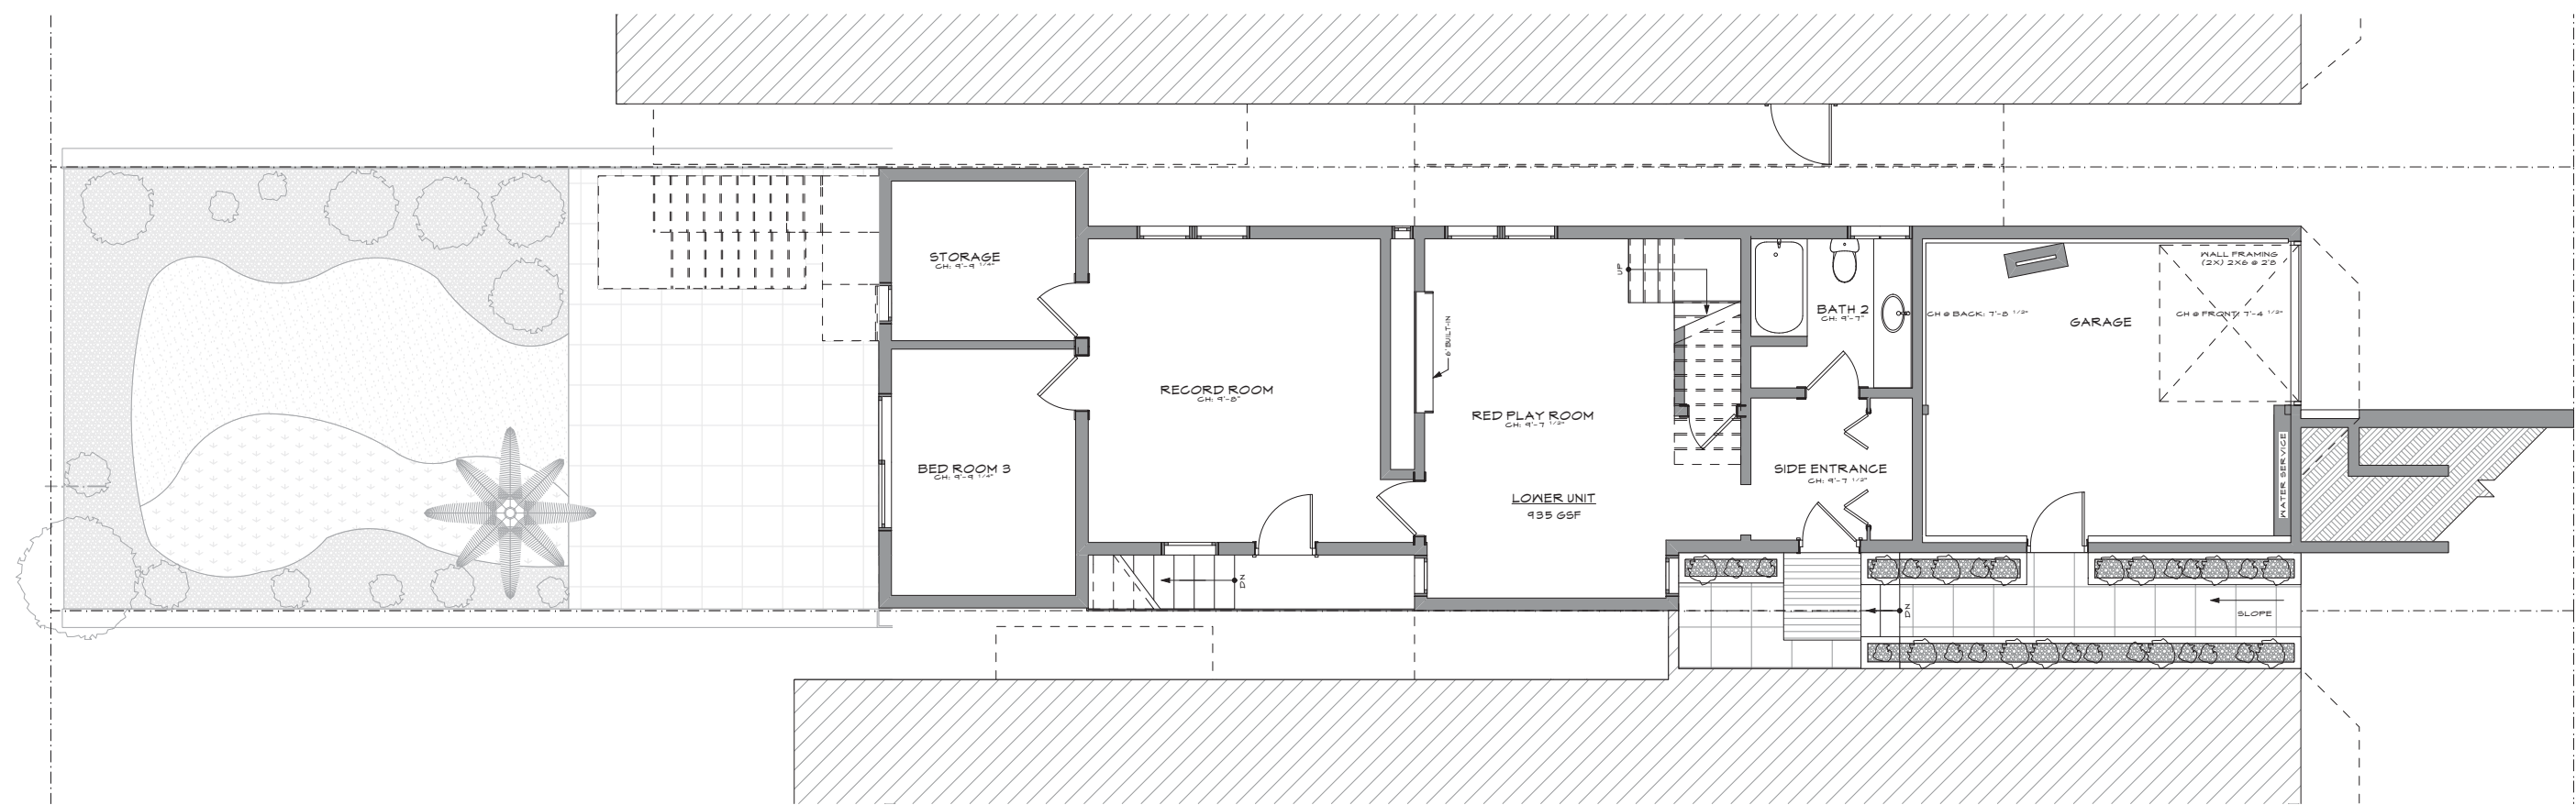 STORAGE
CH: 9'-9 1/4"
BED ROOM 3
CH: 9'-9 1/4"
RECORD ROOM
CH: 9'-8"
DN
6" BUILT-IN
UP
RED PLAY ROOM
CH: 9'-7 1/2"
LOWER UNIT
935 GSF
BATH 2
CH: 9'-7"
SIDE ENTRANCE
CH: 9'-7 1/2"
DN
CH @ BACK: 7'-8 1/2"
GARAGE
CH @ FRONT: 7'-4 1/2"
WALL FRAMING
(2X) 2X6 @ 2'8
WATER SERVICE
SLOPE